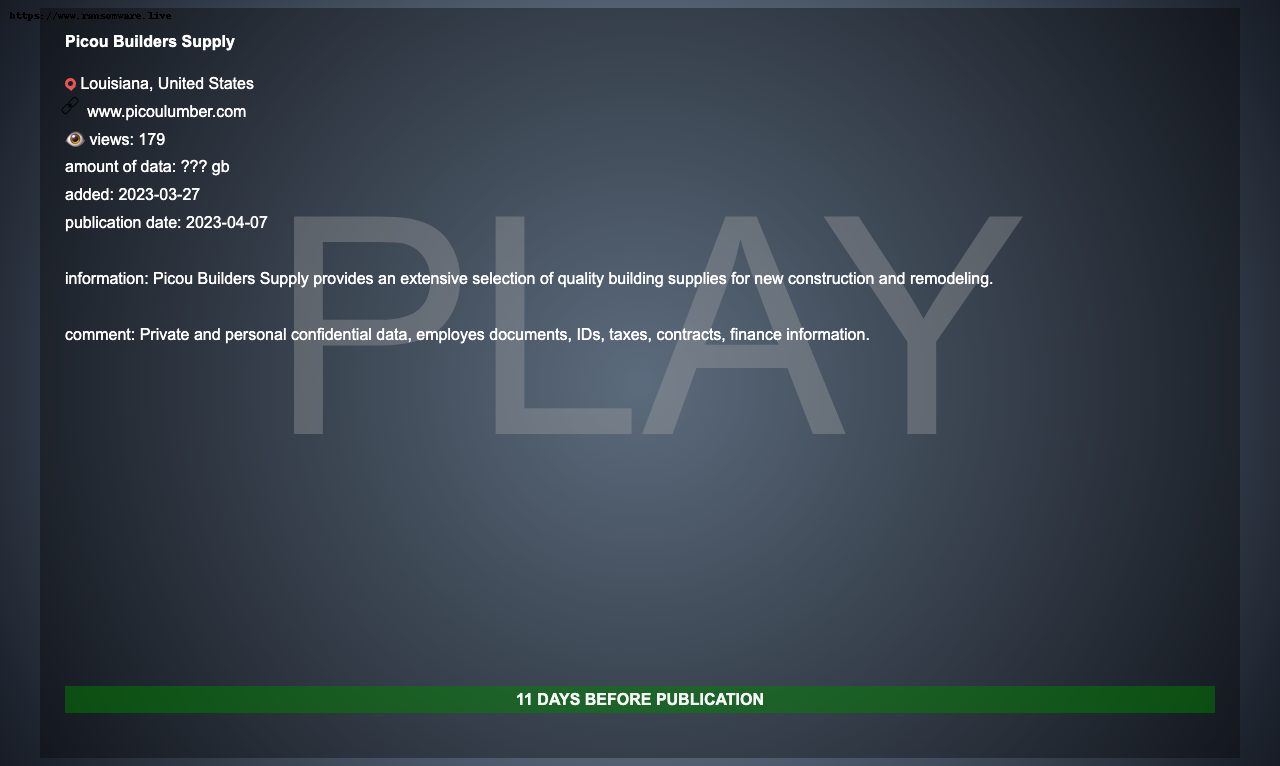 https://www.ransomware.live
Picou Builders Supply
Louisiana, United States
www.picoulumber.com
views: 179
amount of data: ??? gb
added: 2023-03-27
publication date: 2023-04-07
PLAY
information: Picou Builders Supply provides an extensive selection of quality building supplies for new construction and remodeling.
comment: Private and personal confidential data, employes documents, IDs, taxes, contracts, finance information.
11 DAYS BEFORE PUBLICATION